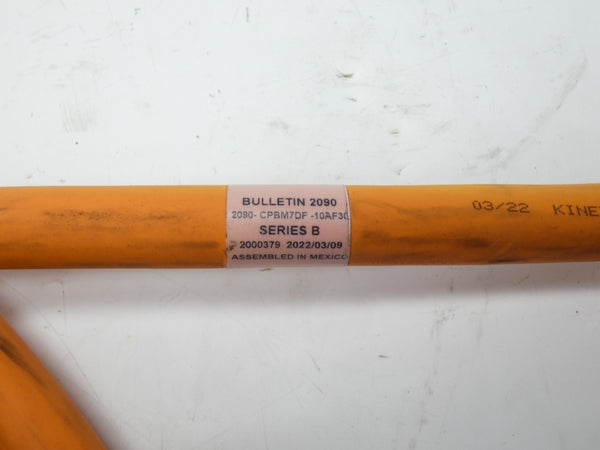 BULLETIN 2090
2090- CPBM7DF -10AF30
SERIES B
2000379 2022/03/09
ASSEMBLED IN MEXICO
03/22 KINE